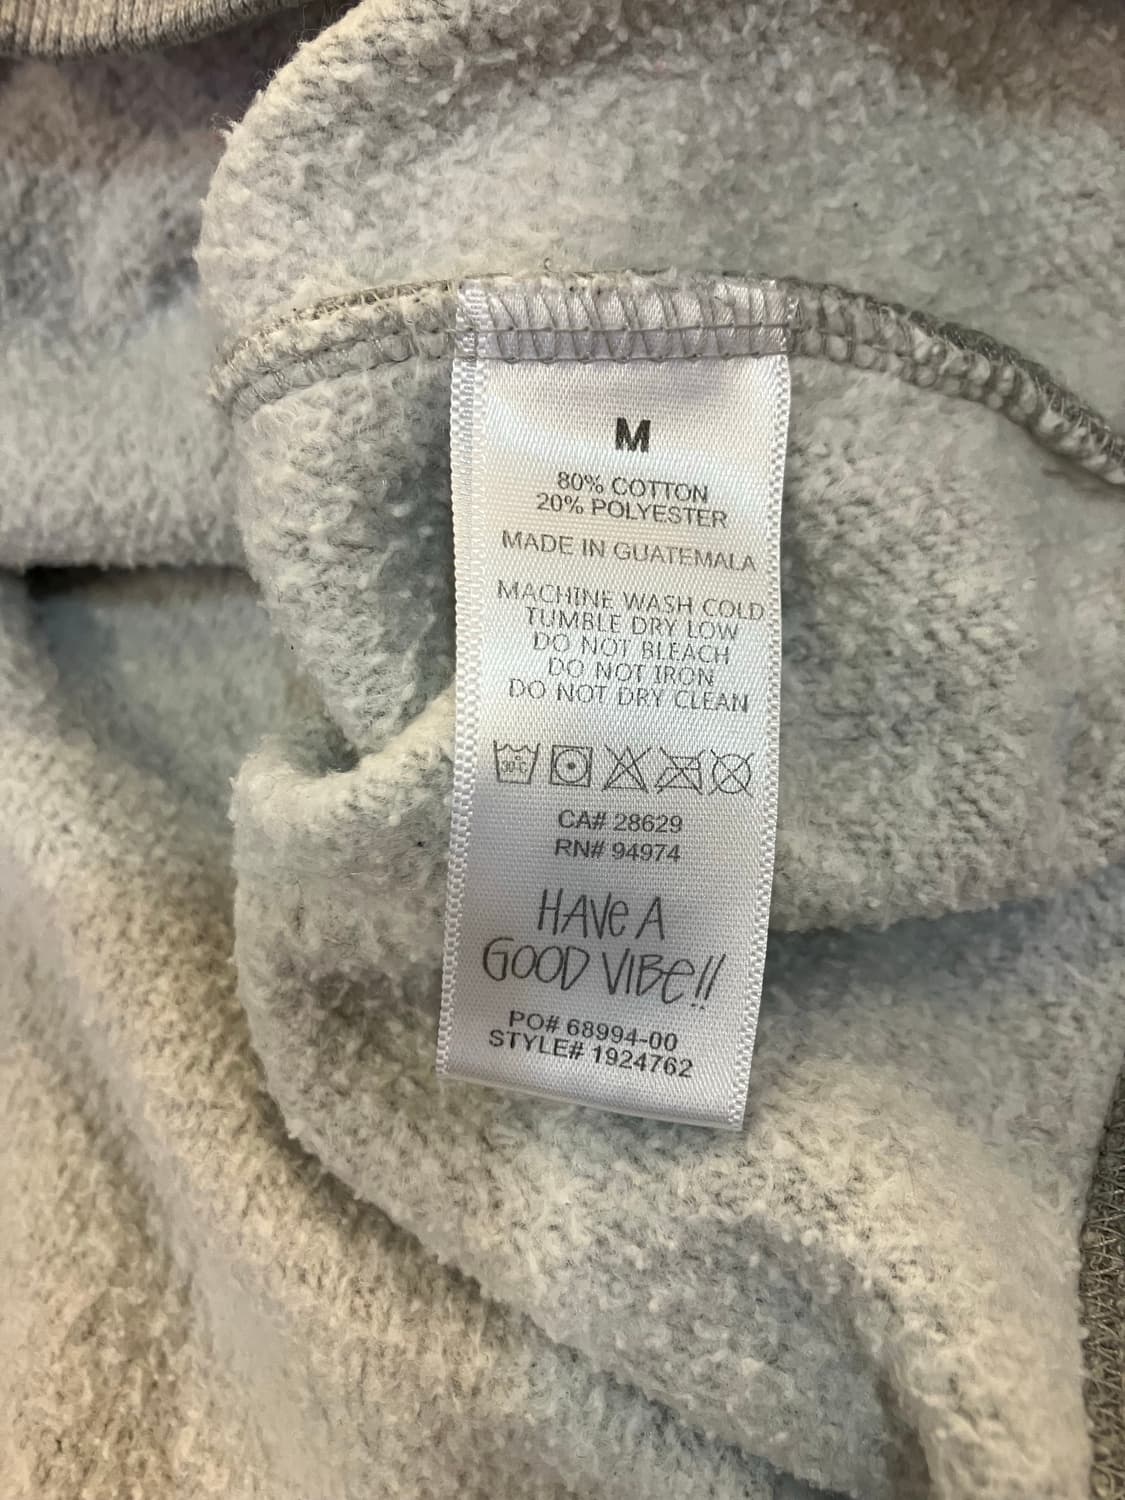 M
80% COTTON
20% POLYESTER
MADE IN GUATEMALA
MACHINE WASH COLD
TUMBLE DRY LOW
DO NOT BLEACH
DO NOT IRON
DO NOT DRY CLEAN
30°C
CA# 28629
RN# 94974
HAVe A
GOOD VIBe!!
PO# 68994-00
STYLE# 1924762